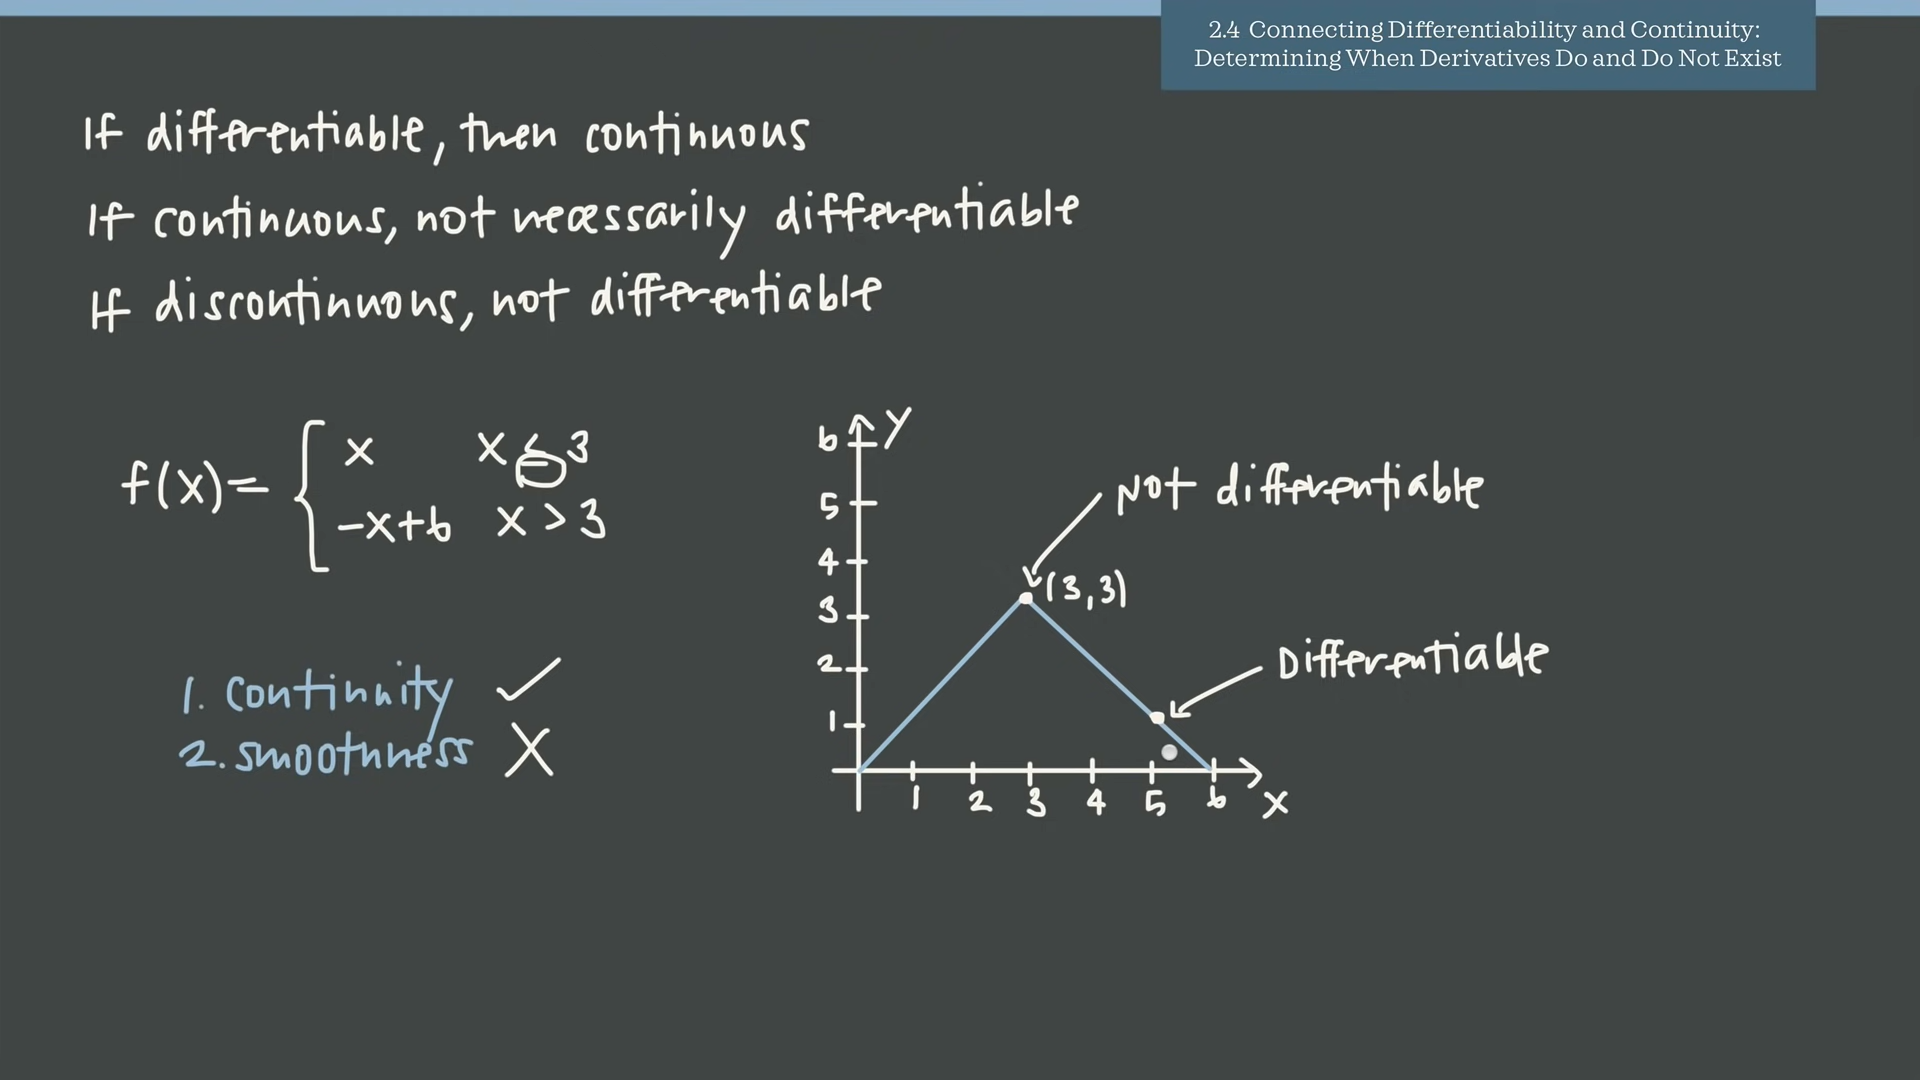 2.4 Connecting Differentiability and Continuity:
Determining When Derivatives Do and Do Not Exist
If differentiable, then continuous
If continuous, not necessarily differentiable
If discontinuous, not differentiable
f(x)= { x x ≤ 3
-x+6 x > 3
1. Continuity ✓
2. Smoothness X
y
6
5
4
3
2
1
1 2 3 4 5 6 x
Not differentiable
(3,3)
Differentiable